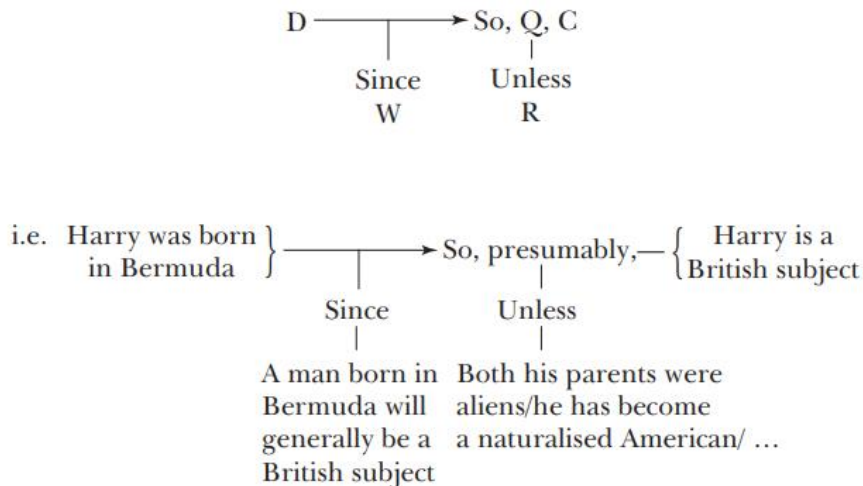 D So, Q, C
Since Unless
W R
i.e. Harry was born So, presumably,— Harry is a
in Bermuda British subject
Since Unless
A man born in Both his parents were
Bermuda will aliens/he has become
generally be a a naturalised American/ …
British subject